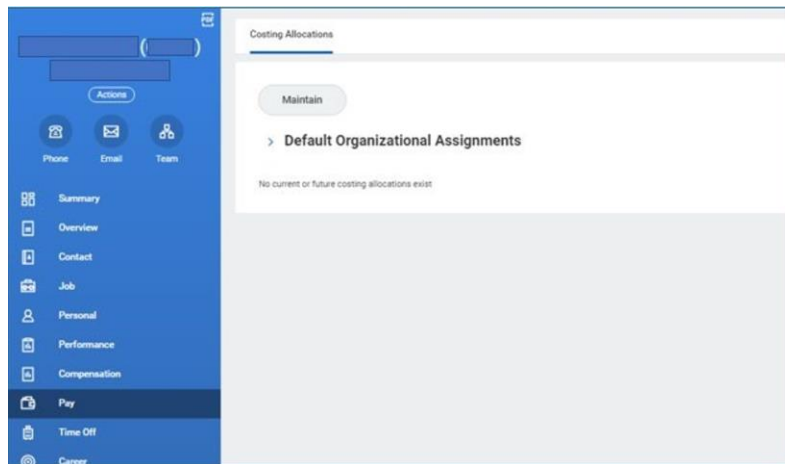 PDF
( )
Actions
Phone Email Team
Summary
Overview
Contact
Job
Personal
Performance
Compensation
Pay
Time Off
Career
Costing Allocations
Maintain
Default Organizational Assignments
No current or future costing allocations exist